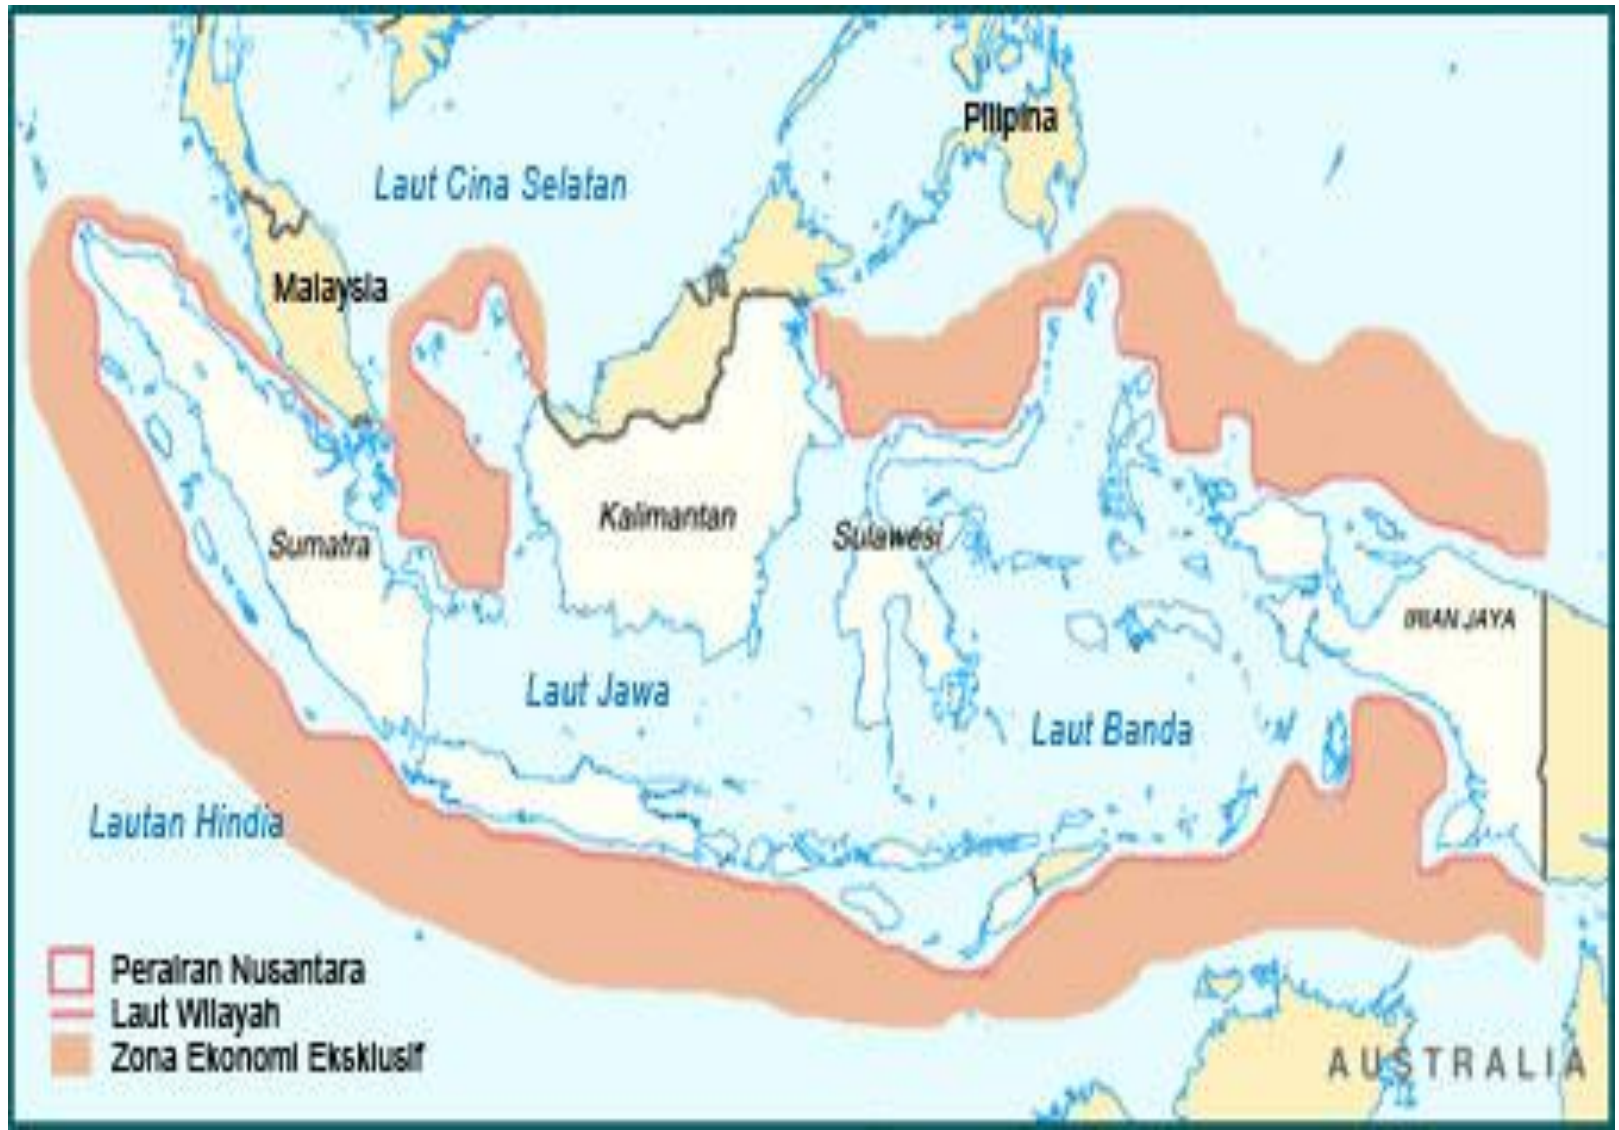 Pilipina
Laut Cina Selatan
Malaysia
Kalimantan
Sumatra
Sulawesi
IRIAN JAYA
Laut Jawa
Laut Banda
Lautan Hindia
Perairan Nusantara
Laut Wilayah
Zona Ekonomi Eksklusif
AUSTRALIA